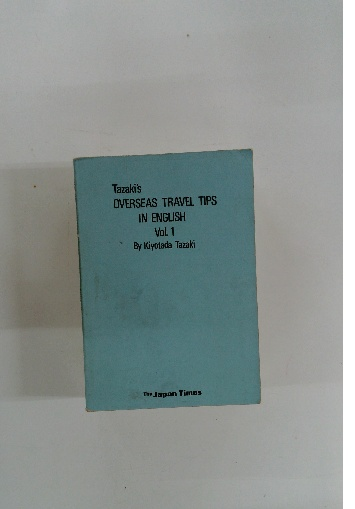 Tazaki's
OVERSEAS TRAVEL TIPS
IN ENGLISH
Vol. 1
By Kiyotada Tazaki
The Japan Times